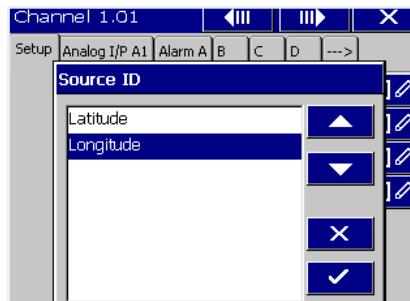 Channel 1.01
Setup Analog I/P A1 Alarm A B C D --->
Source ID
Latitude
Longitude